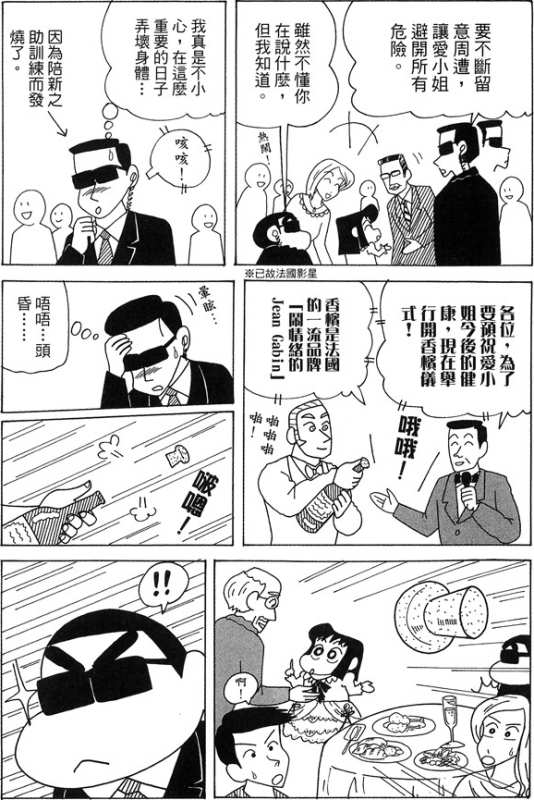 要不斷留
意周遭，
讓愛小姐
避開所有
危險。
雖然不懂你
在說什麼，
但我知道。
熱鬧！
我真是不小
心，在這麼
重要的日子
弄壞身體…
咳咳！
因為陪新之
助訓練而發
燒了。
※已故法國影星
各位，為了
要預祝愛小
姐今後的健
康，現在舉
行開香檳儀
式！
哦哦！
香檳是法國
的一流品牌
『鬧情緒的
Jean Gabin』
啪啪啪
啪！
暈眩…
唔唔…頭
昏…
啵嗯！
啊！
!!